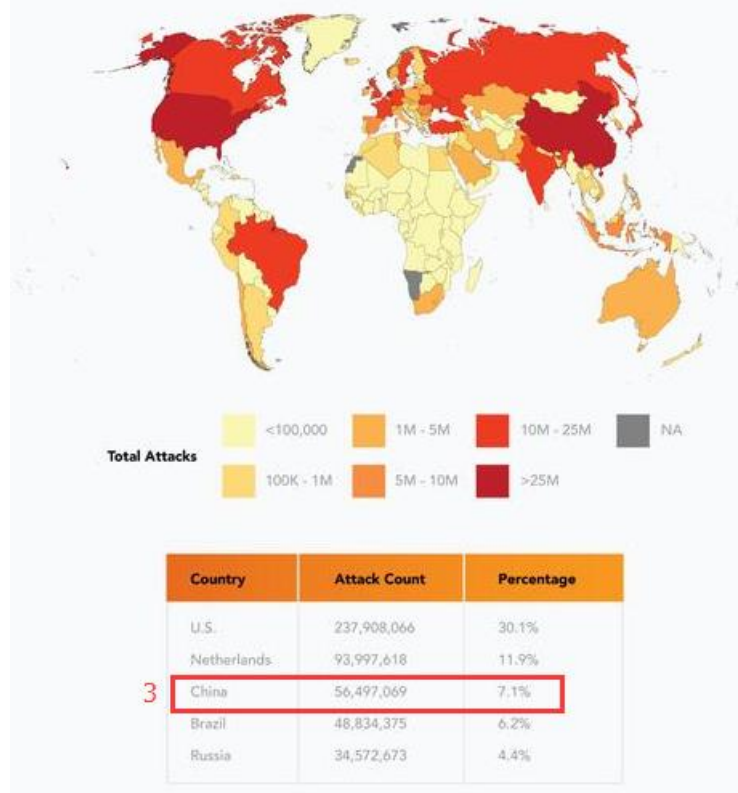 <100,000 1M - 5M 10M - 25M NA
Total Attacks
100K - 1M 5M - 10M >25M
Country Attack Count Percentage
U.S. 237,908,066 30.1%
Netherlands 93,997,618 11.9%
3 China 56,497,069 7.1%
Brazil 48,834,375 6.2%
Russia 34,572,673 4.4%